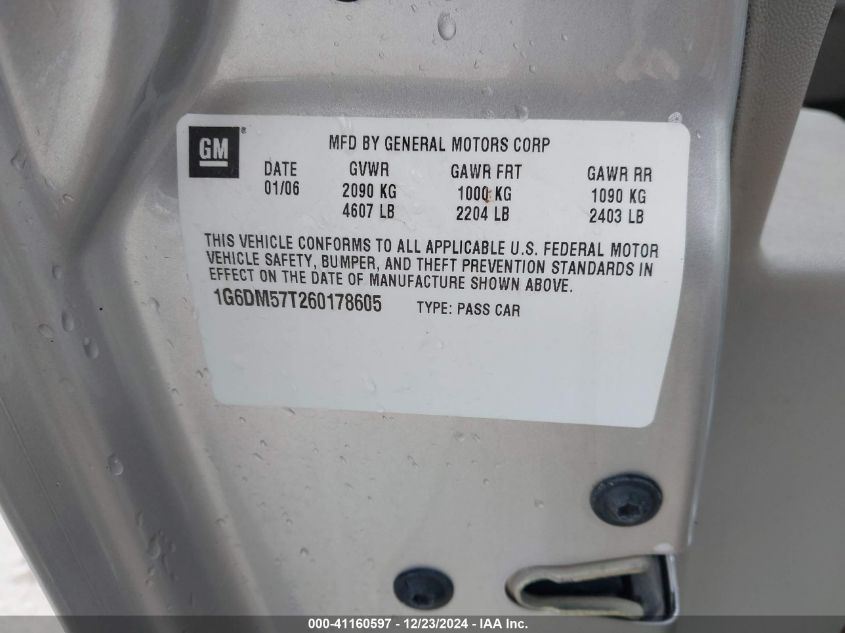 GM
MFD BY GENERAL MOTORS CORP
DATE GVWR GAWR FRT GAWR RR
01/06 2090 KG 1000 KG 1090 KG
4607 LB 2204 LB 2403 LB
THIS VEHICLE CONFORMS TO ALL APPLICABLE U.S. FEDERAL MOTOR
VEHICLE SAFETY, BUMPER, AND THEFT PREVENTION STANDARDS IN
EFFECT ON THE DATE OF MANUFACTURE SHOWN ABOVE.
1G6DM57T260178605 TYPE: PASS CAR
000-41160597 - 12/23/2024 - IAA Inc.